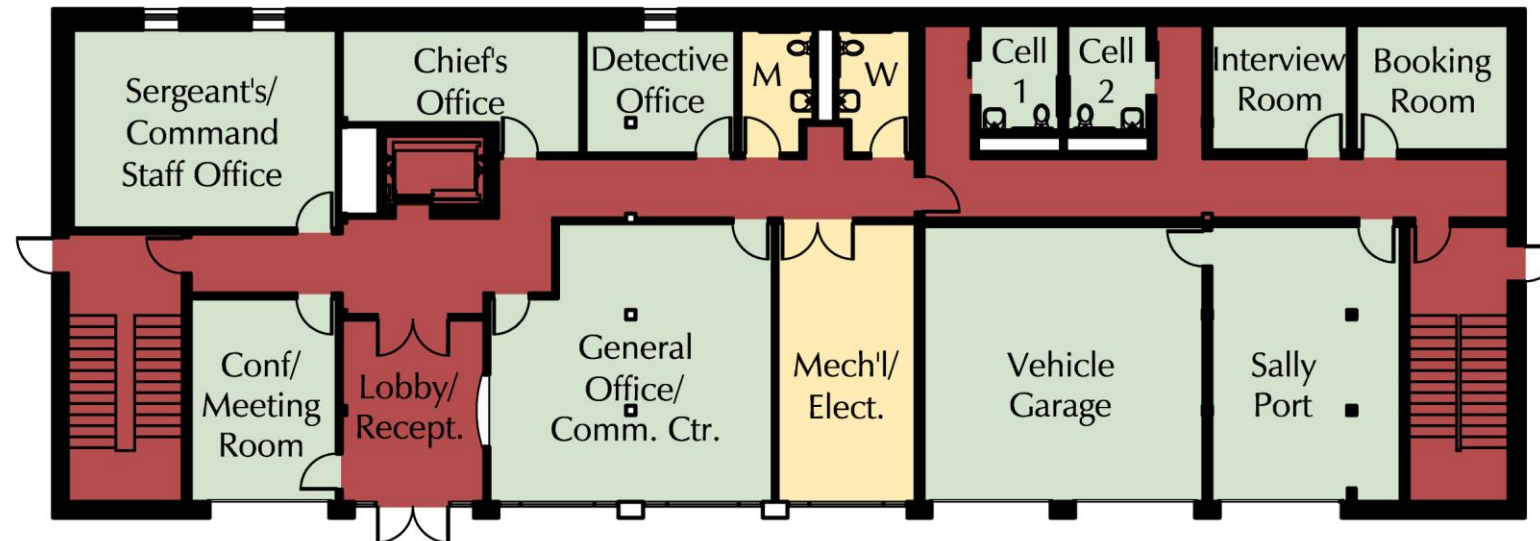 Sergeant's/
Command
Staff Office
Chief's
Office
Detective
Office
M
W
Cell
1
Cell
2
Interview
Room
Booking
Room
Conf/
Meeting
Room
Lobby/
Recept.
General
Office/
Comm. Ctr.
Mech'l/
Elect.
Vehicle
Garage
Sally
Port